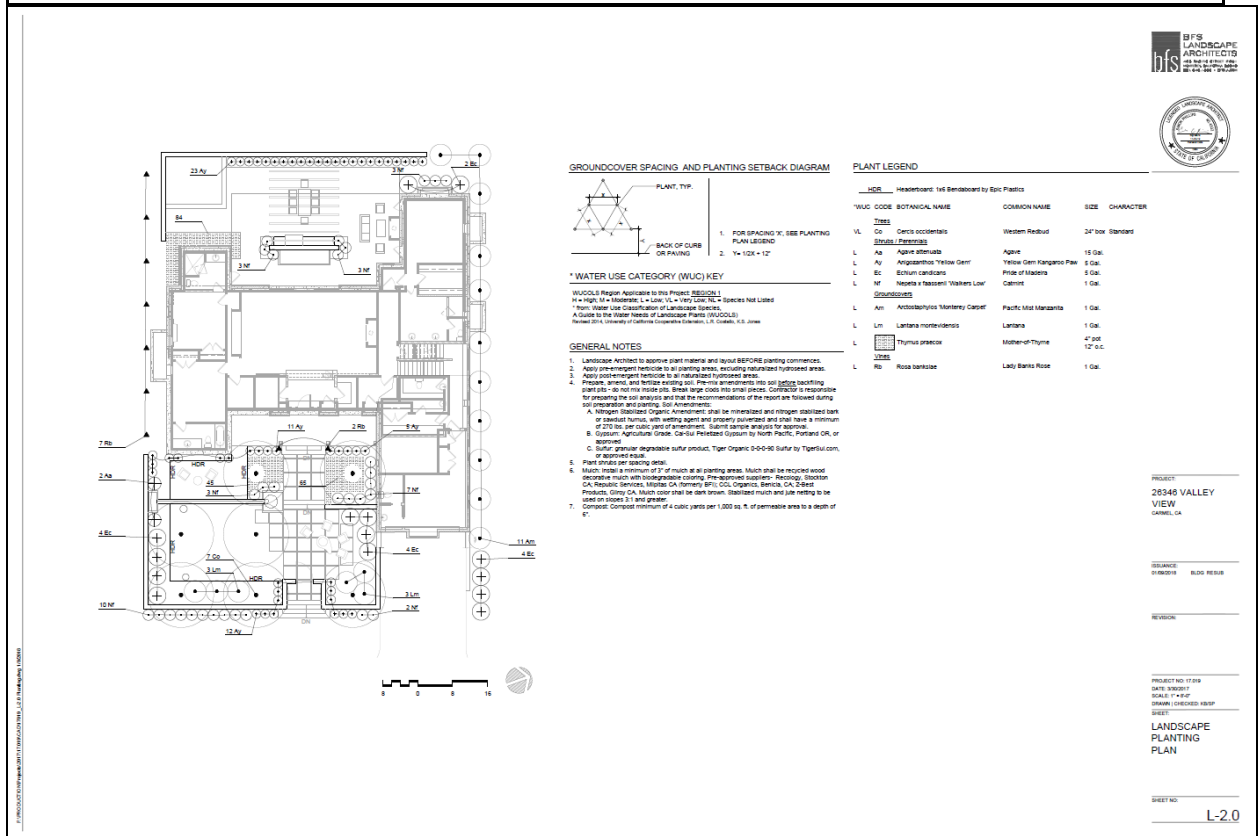 BFS
LANDSCAPE
ARCHITECTS
bfs
LICENSED LANDSCAPE ARCHITECT
STATE OF CALIFORNIA
23 Ay
3 Nf
2 Ec
84
3 Nf
3 Nf
11 Ay
2 Rb
5 Ay
7 Rb
HDR
HDR
HDR
2 Aa
45
65
3 Nf
7 Nf
4 Ec
HDR
4 Ec
11 Am
4 Ec
7 Co
3 Lm
HDR
3 Lm
10 Nf
2 Nf
12 Ay
DN
8 0 8 16
GROUNDCOVER SPACING AND PLANTING SETBACK DIAGRAM
X
PLANT, TYP.
Y
BACK OF CURB
OR PAVING
1. FOR SPACING 'X', SEE PLANTING
PLAN LEGEND
2. Y= 1/2X + 12"
* WATER USE CATEGORY (WUC) KEY
WUCOLS Region Applicable to this Project: REGION 1
H = High; M = Moderate; L = Low; VL = Very Low; NL = Species Not Listed
* from: Water Use Classification of Landscape Species,
A Guide to the Water Needs of Landscape Plants (WUCOLS)
Revised 2014, University of California Cooperative Extension, L.R. Costello, K.S. Jones
GENERAL NOTES
1. Landscape Architect to approve plant material and layout BEFORE planting commences.
2. Apply pre-emergent herbicide to all planting areas, excluding naturalized hydroseed areas.
3. Apply post-emergent herbicide to all naturalized hydroseed areas.
4. Prepare, amend, and fertilize existing soil. Pre-mix amendments into soil before backfilling
plant pits - do not mix inside pits. Break large clods into small pieces. Contractor is responsible
for preparing the soil analysis and that the recommendations of the report are followed during
soil preparation and planting. Soil Amendments:
A. Nitrogen Stabilized Organic Amendment: shall be mineralized and nitrogen stabilized bark
or sawdust humus, with wetting agent and properly pulverized and shall have a minimum
of 270 lbs. per cubic yard of amendment. Submit sample analysis for approval.
B. Gypsum: Agricultural Grade. Cal-Sul Pelletized Gypsum by North Pacific, Portland OR, or
approved
C. Sulfur: granular degradable sulfur product, Tiger Organic 0-0-0-90 Sulfur by TigerSul.com,
or approved equal.
5. Plant shrubs per spacing detail.
6. Mulch: Install a minimum of 3" of mulch at all planting areas. Mulch shall be recycled wood
decorative mulch with biodegradable coloring. Pre-approved suppliers- Recology, Stockton
CA; Republic Services, Milpitas CA (formerly BFI); CCL Organics, Benicia, CA; Z-Best
Products, Gilroy CA. Mulch color shall be dark brown. Stabilized mulch and jute netting to be
used on slopes 3:1 and greater.
7. Compost: Compost minimum of 4 cubic yards per 1,000 sq. ft. of permeable area to a depth of
6".
PLANT LEGEND
HDR Headerboard: 1x6 Bendaboard by Epic Plastics
*WUC CODE BOTANICAL NAME COMMON NAME SIZE CHARACTER
Trees
VL Co Cercis occidentalis Western Redbud 24" box Standard
Shrubs / Perennials
L Aa Agave attenuata Agave 15 Gal.
L Ay Anigozanthos 'Yellow Gem' Yellow Gem Kangaroo Paw 5 Gal.
L Ec Echium candicans Pride of Madeira 5 Gal.
L Nf Nepeta x faassenii 'Walkers Low' Catmint 1 Gal.
Groundcovers
L Am Arctostaphylos 'Monterey Carpet' Pacific Mist Manzanita 1 Gal.
L Lm Lantana montevidensis Lantana 1 Gal.
L Thymus praecox Mother-of-Thyme 4" pot
12" o.c.
Vines
L Rb Rosa banksiae Lady Banks Rose 1 Gal.
PROJECT:
26346 VALLEY
VIEW
CARMEL, CA
ISSUANCE:
BLDG RESUB
REVISION:
PROJECT NO: 17.019
DATE: 3/30/2017
SCALE: 1" = 8'-0"
DRAWN | CHECKED: KB/SP
SHEET:
LANDSCAPE
PLANTING
PLAN
SHEET NO:
L-2.0